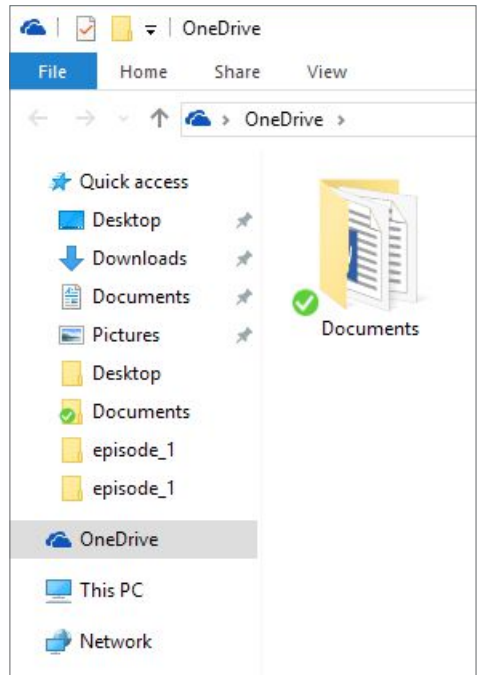 OneDrive
File Home Share View
OneDrive
Quick access
Desktop
Downloads
Documents
Pictures
Desktop
Documents
episode_1
episode_1
OneDrive
This PC
Network
Documents